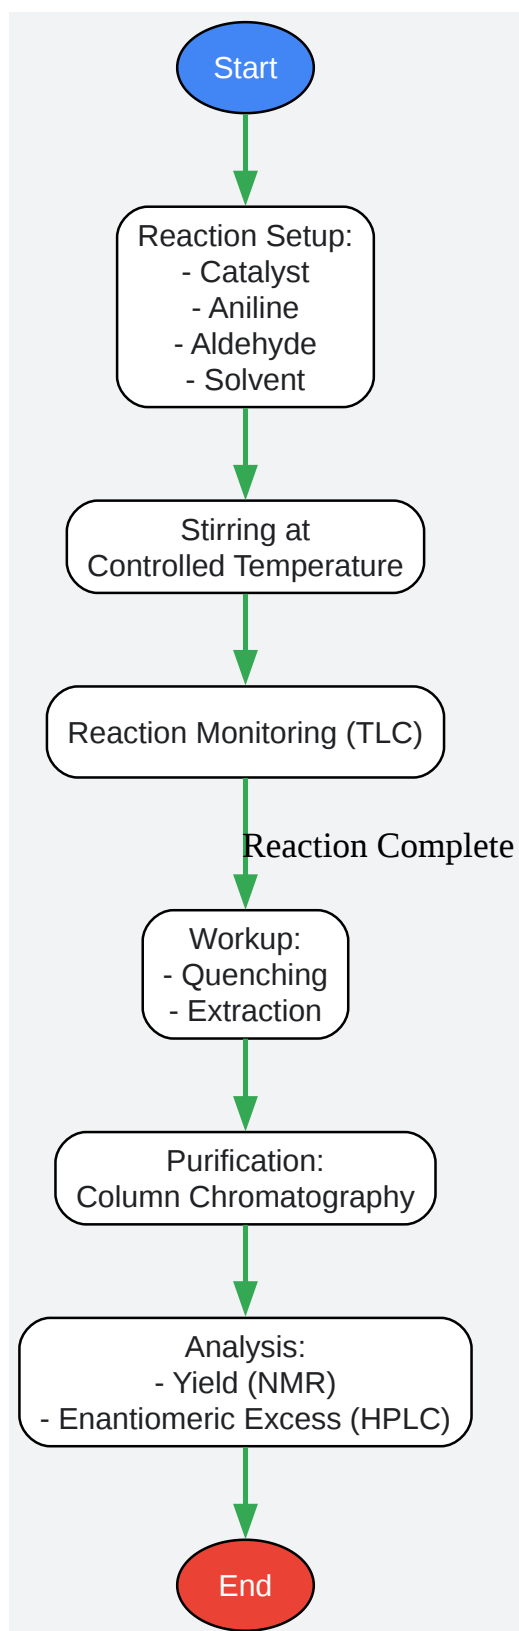 Start
Reaction Setup:
- Catalyst
- Aniline
- Aldehyde
- Solvent
Stirring at
Controlled Temperature
Reaction Monitoring (TLC)
Reaction Complete
Workup:
- Quenching
- Extraction
Purification:
Column Chromatography
Analysis:
- Yield (NMR)
- Enantiomeric Excess (HPLC)
End